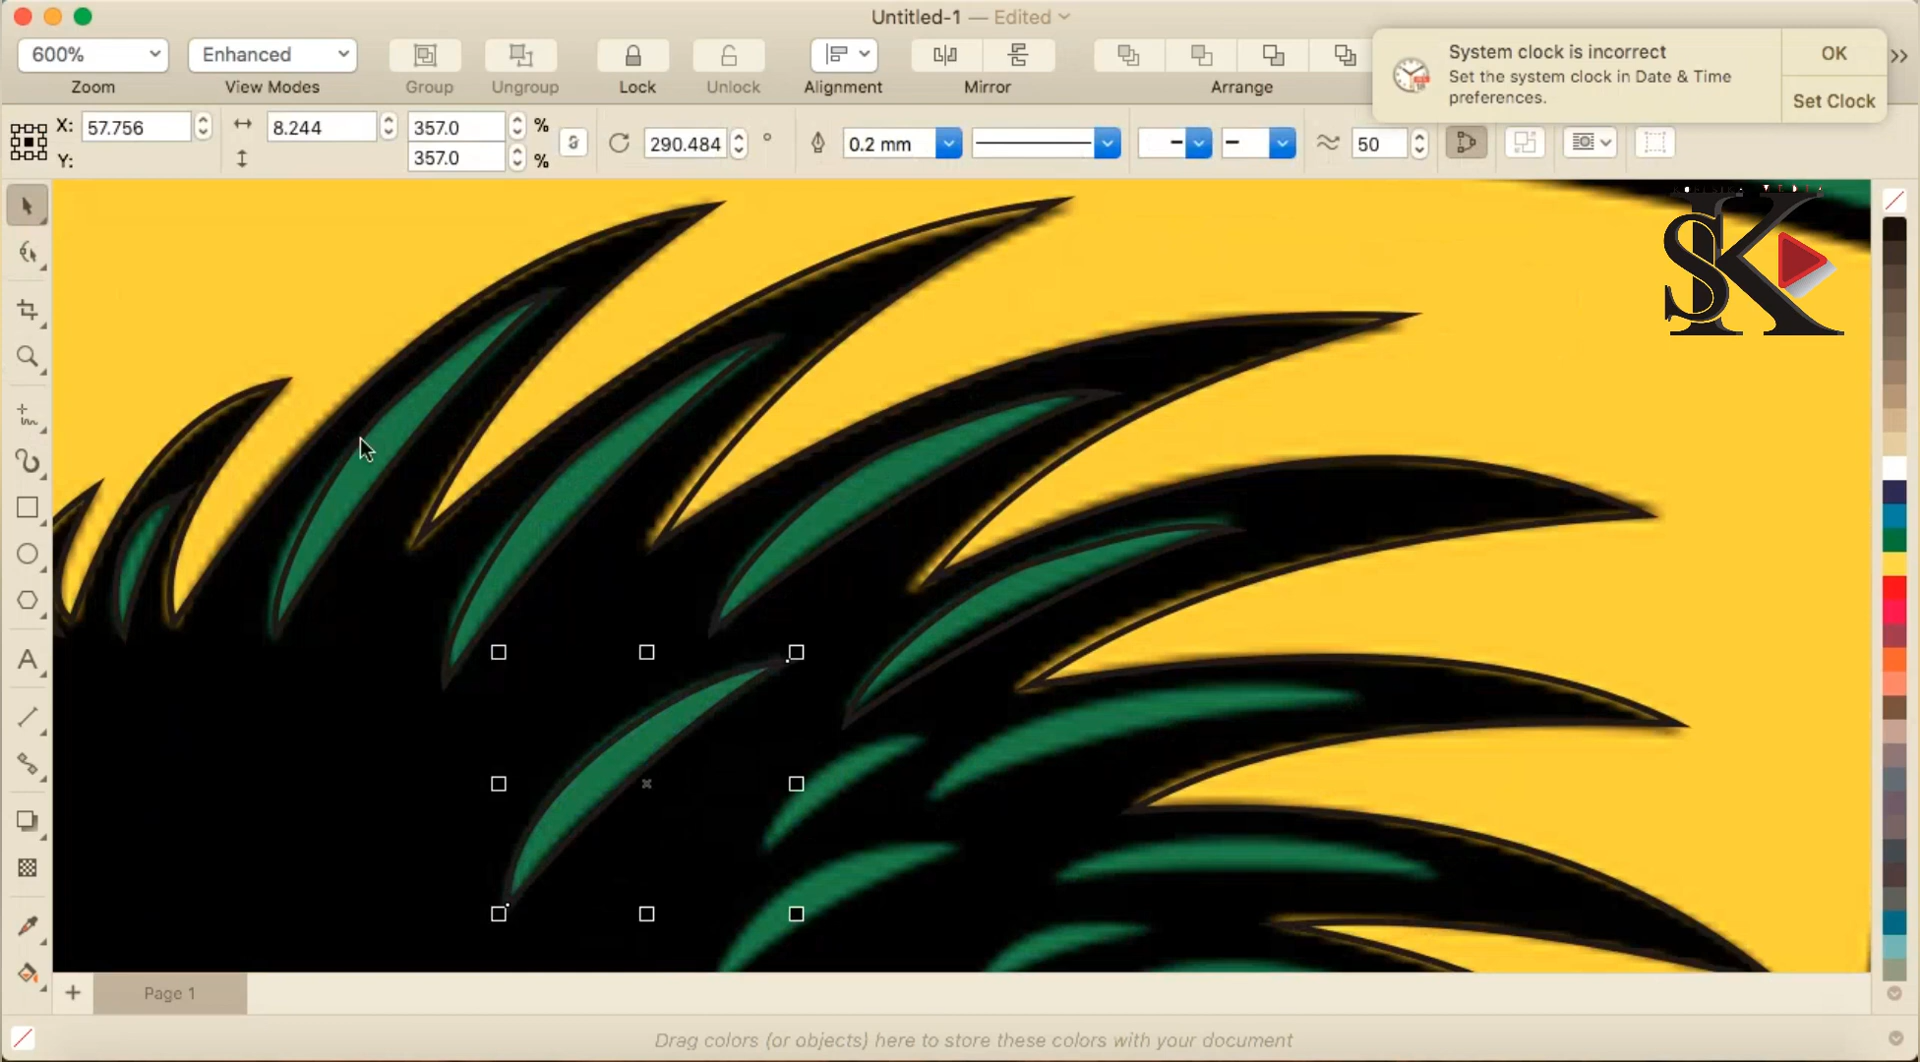 Untitled-1 — Edited
600%
Enhanced
Zoom
View Modes
Group
Ungroup
Lock
Unlock
Alignment
Mirror
Arrange
System clock is incorrect
Set the system clock in Date & Time
preferences.
OK
Set Clock
X: 57.756
8.244
357.0 %
Y:
357.0 %
290.484 °
0.2 mm
50
SK
Page 1
Drag colors (or objects) here to store these colors with your document